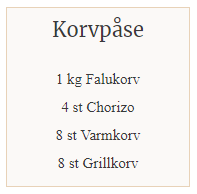 Korvpåse
1 kg Falukorv
4 st Chorizo
8 st Varmkorv
8 st Grillkorv